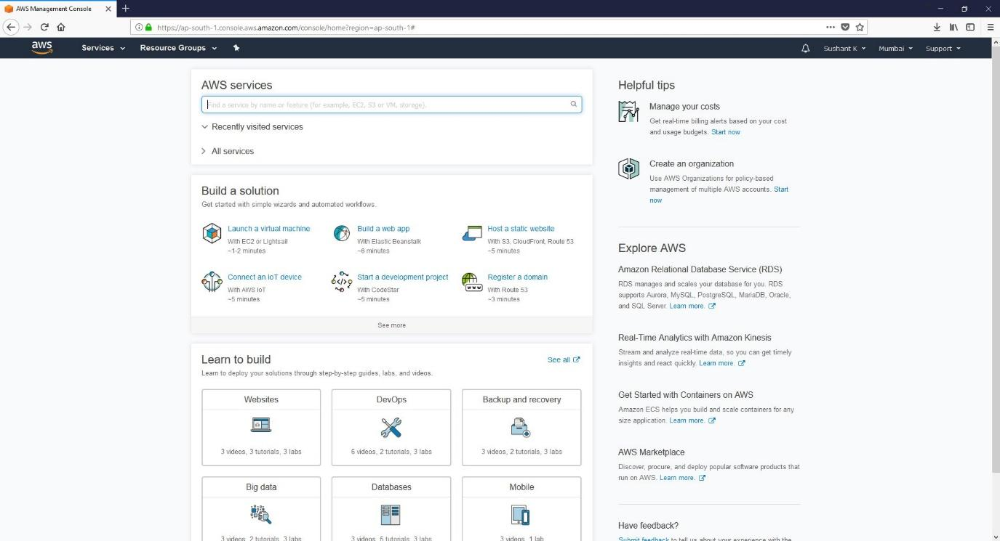 AWS Management Console
https://ap-south-1.console.aws.amazon.com/console/home?region=ap-south-1#
aws
Services
Resource Groups
Sushant K
Mumbai
Support
AWS services
Find a service by name or feature (for example, EC2, S3 or VM, storage).
Recently visited services
All services
Build a solution
Get started with simple wizards and automated workflows.
Launch a virtual machine
With EC2 or Lightsail
~1-2 minutes
Build a web app
With Elastic Beanstalk
~6 minutes
Host a static website
With S3, CloudFront, Route 53
~5 minutes
Connect an IoT device
With AWS IoT
~5 minutes
Start a development project
With CodeStar
~5 minutes
Register a domain
With Route 53
~3 minutes
See more
Learn to build
See all
Learn to deploy your solutions through step-by-step guides, labs, and videos.
Websites
3 videos, 3 tutorials, 3 labs
DevOps
6 videos, 2 tutorials, 3 labs
Backup and recovery
3 videos, 2 tutorials, 3 labs
Big data
3 videos, 2 tutorials, 3 labs
Databases
3 videos, 5 tutorials, 3 labs
Mobile
3 videos, 1 lab
Helpful tips
Manage your costs
Get real-time billing alerts based on your cost
and usage budgets. Start now
Create an organization
Use AWS Organizations for policy-based
management of multiple AWS accounts. Start
now
Explore AWS
Amazon Relational Database Service (RDS)
RDS manages and scales your database for you. RDS
supports Aurora, MySQL, PostgreSQL, MariaDB, Oracle,
and SQL Server. Learn more.
Real-Time Analytics with Amazon Kinesis
Stream and analyze real-time data, so you can get timely
insights and react quickly. Learn more.
Get Started with Containers on AWS
Amazon ECS helps you build and scale containers for any
size application. Learn more.
AWS Marketplace
Discover, procure, and deploy popular software products that
run on AWS. Learn more.
Have feedback?
Submit feedback to tell us about your experience with the